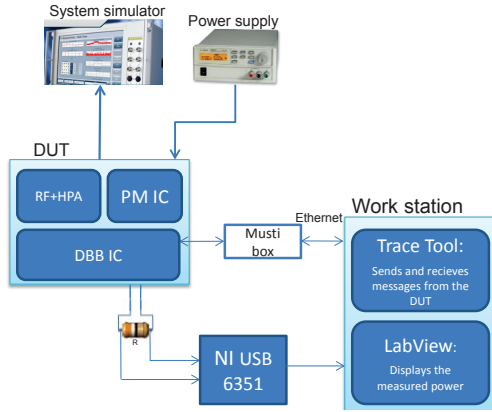 System simulator
Power supply
DUT
RF+HPA
PM IC
DBB IC
Musti
box
Ethernet
Work station
Trace Tool:
Sends and recieves
messages from the
DUT
LabView:
Displays the
measured power
R
NI USB
6351